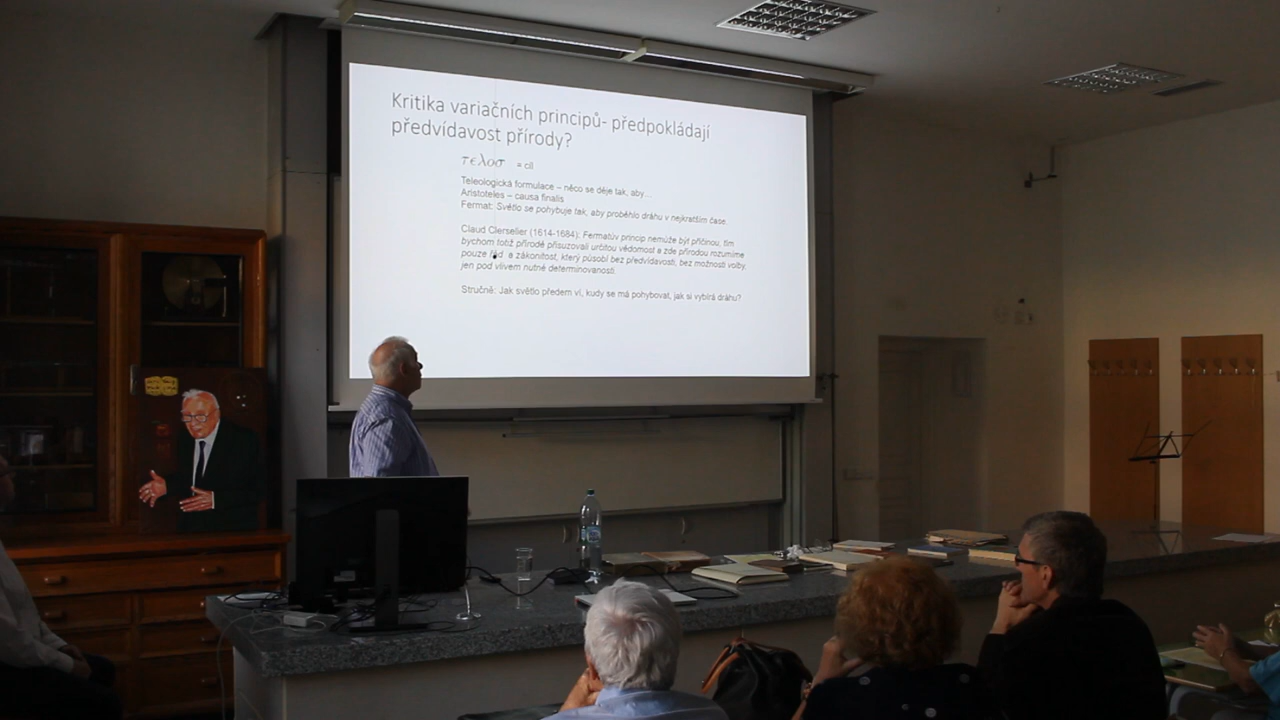 Kritika variačních principů- předpokládají
předvídavost přírody?
τελοσ = cíl
Teleologická formulace – něco se děje tak, aby...
Aristoteles – causa finalis
Fermat: Světlo se pohybuje tak, aby proběhlo dráhu v nejkratším čase.
Claud Clerselier (1614-1684): Fermatův princip nemůže být příčinou, tím
bychom totiž přírodě přisuzovali určitou vědomost a zde přírodou rozumíme
pouze řád a zákonitost, který působí bez předvídavosti, bez možnosti volby,
jen pod vlivem nutné determinovanosti.
Stručně: Jak světlo předem ví, kudy se má pohybovat, jak si vybírá dráhu?